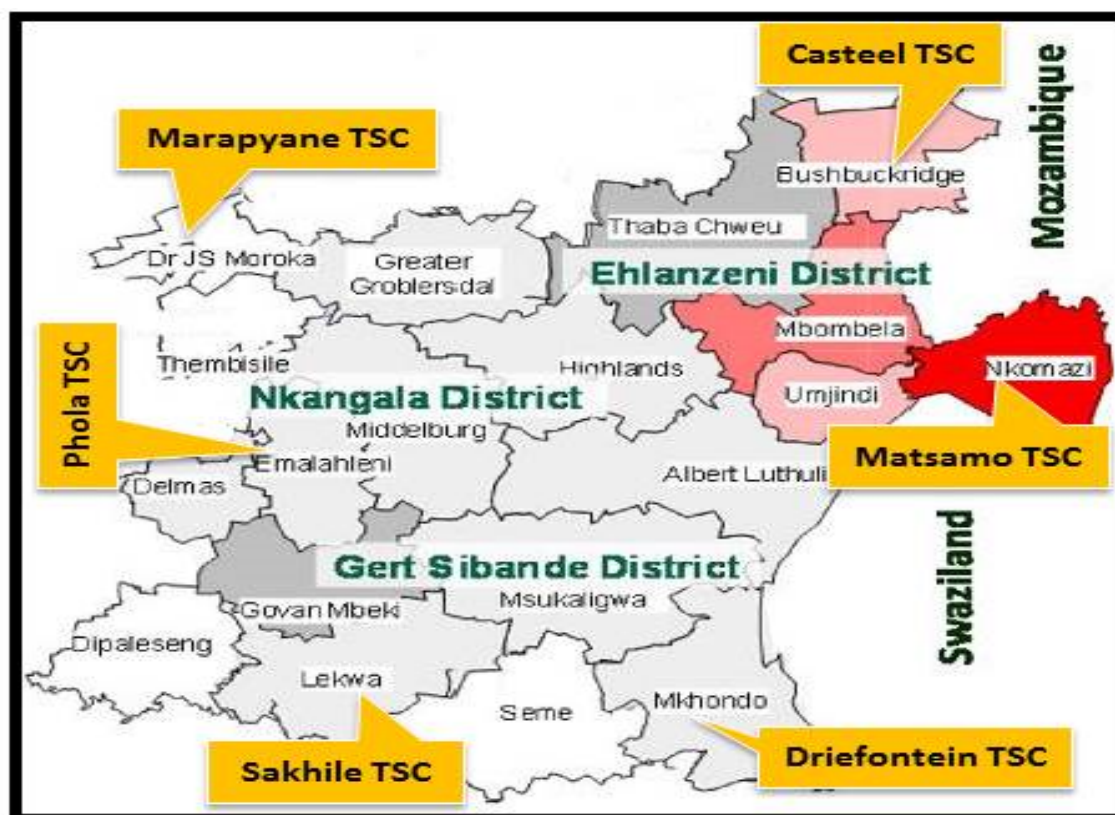 Casteel TSC
Mozambique
Marapyane TSC
Bushbuckridge
Thaba Chweu
Dr JS Moroka
Greater
Groblersdal
Ehlanzeni District
Mbombela
Nkomazi
Thembisile
Highlands
Umjindi
Nkangala District
Phola TSC
Middelburg
Emalahleni
Matsamo TSC
Delmas
Albert Luthuli
Swaziland
Gert Sibande District
Govan Mbeki
Msukaligwa
Dipaleseng
Lekwa
Seme
Mkhondo
Sakhile TSC
Driefontein TSC